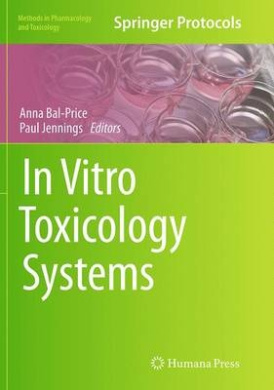 Methods in Pharmacology
and Toxicology
Springer Protocols
Anna Bal-Price
Paul Jennings Editors
In Vitro
Toxicology
Systems
Humana Press